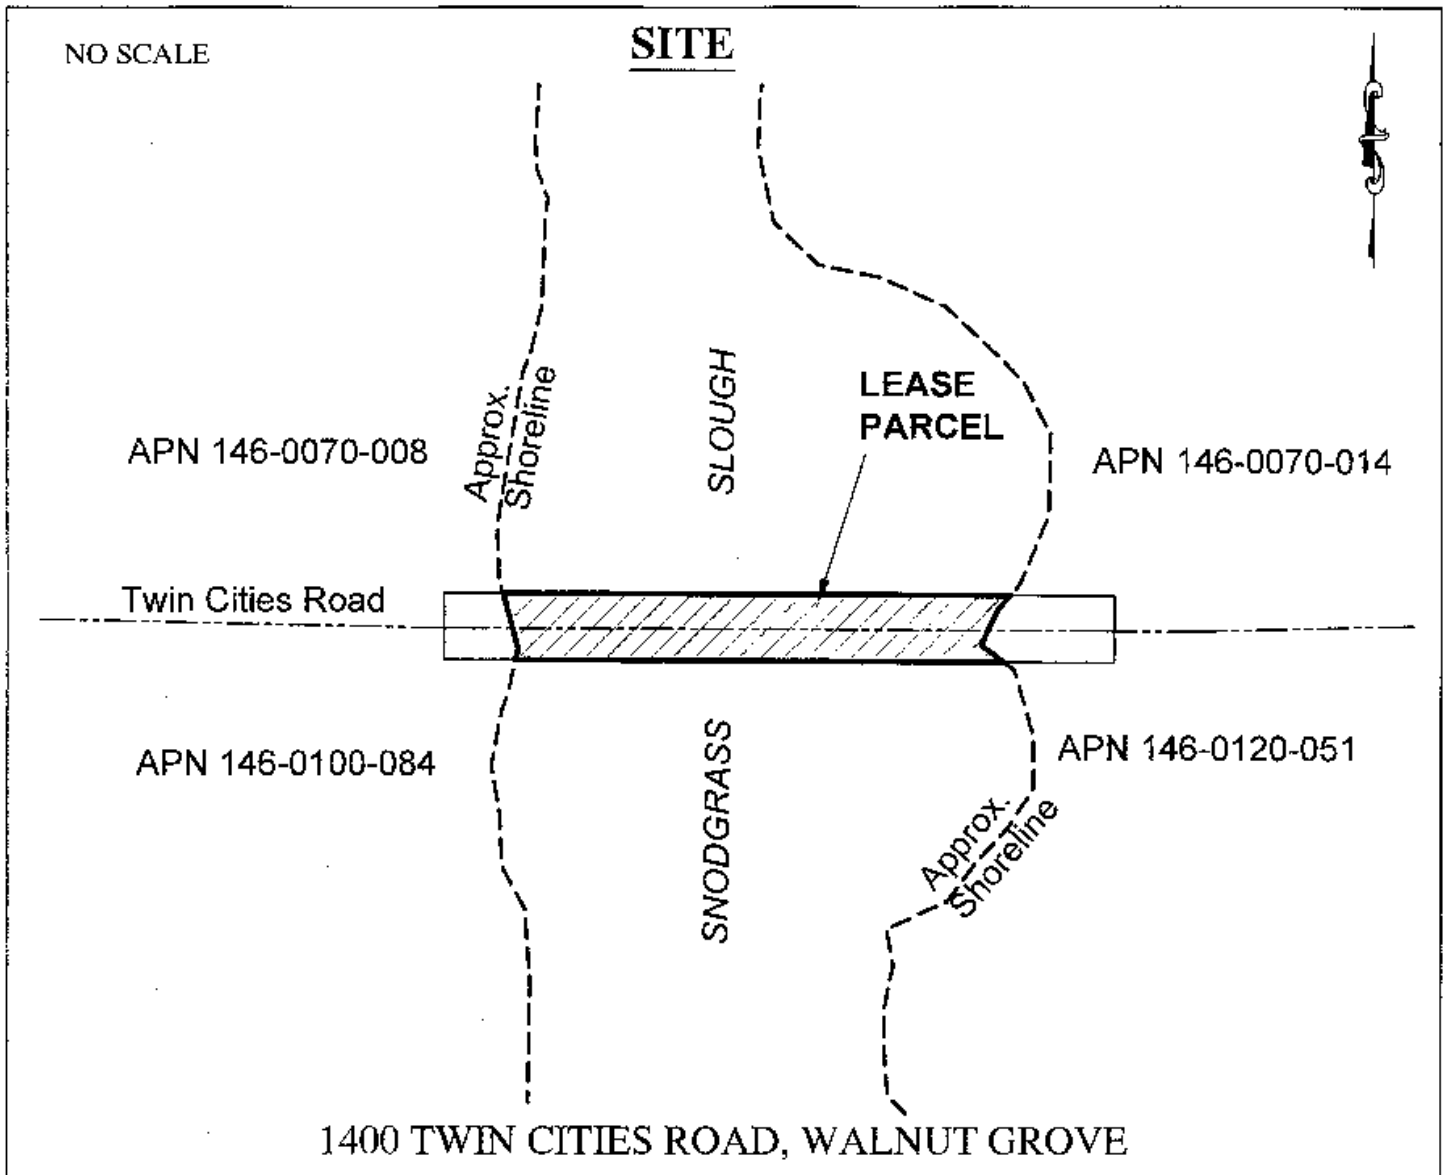 NO SCALE
SITE
SLOUGH
LEASE
PARCEL
Approx.
Shoreline
APN 146-0070-008
APN 146-0070-014
Twin Cities Road
APN 146-0100-084
SNODGRASS
APN 146-0120-051
Approx.
Shoreline
1400 TWIN CITIES ROAD, WALNUT GROVE